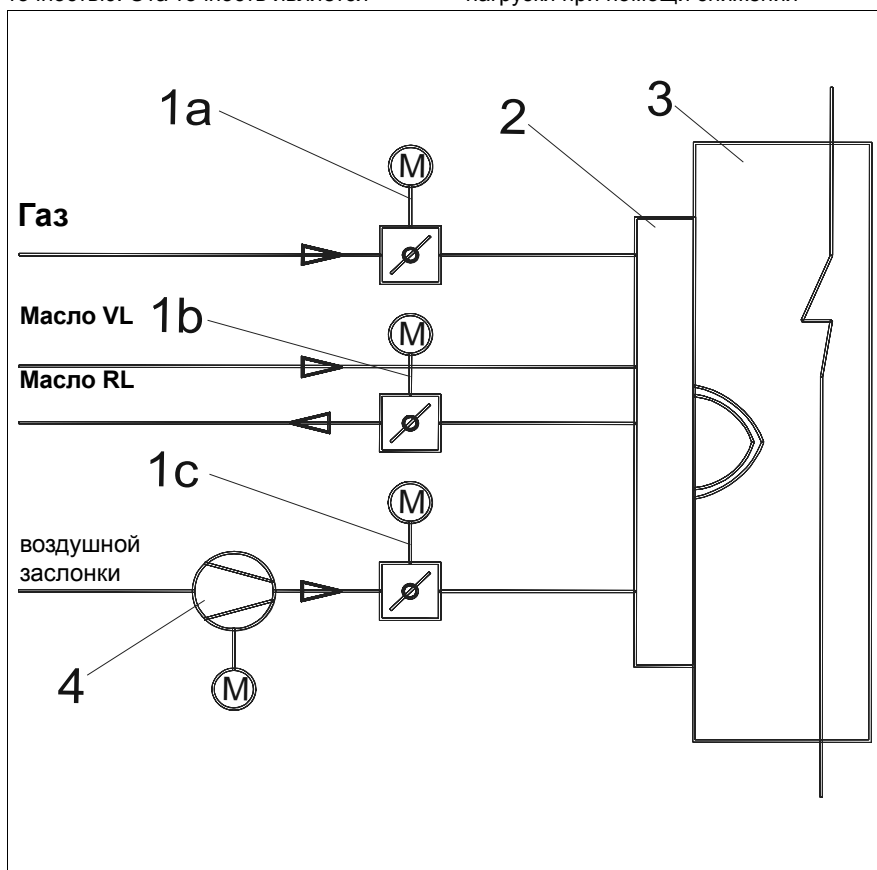 1a
2
3
M
Газ
Масло VL
1b
M
Масло RL
1c
M
воздушной
заслонки
4
M